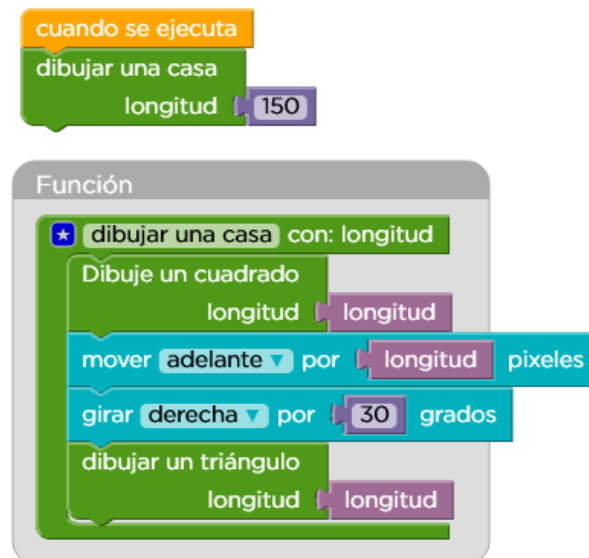 cuando se ejecuta
dibujar una casa
longitud 150
Función
dibujar una casa con: longitud
Dibuje un cuadrado
longitud longitud
mover adelante por longitud pixeles
girar derecha por 30 grados
dibujar un triángulo
longitud longitud